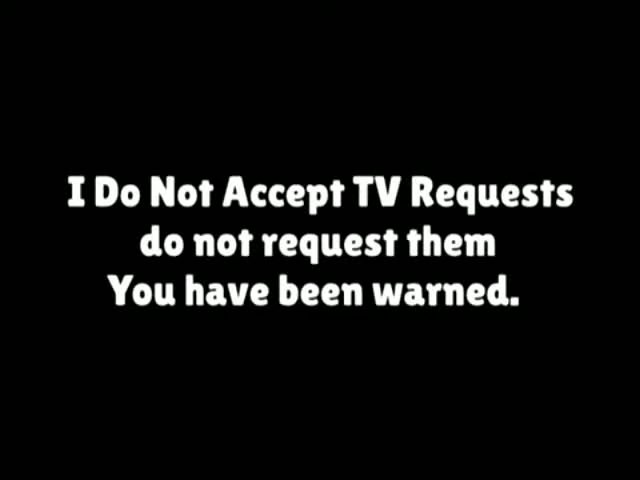 I Do Not Accept TV Requests
do not request them
You have been warned.